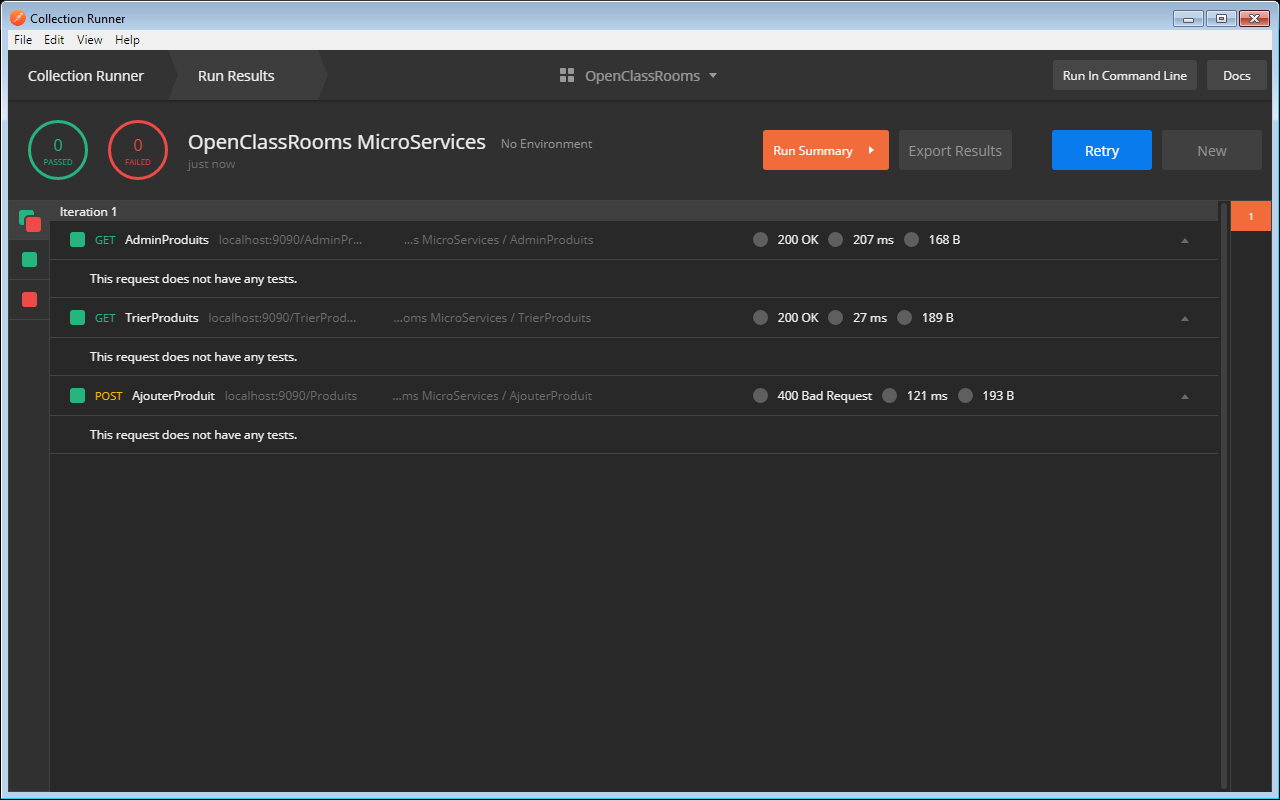 Collection Runner
File Edit View Help
Collection Runner Run Results OpenClassRooms Run In Command Line Docs
0 PASSED 0 FAILED OpenClassRooms MicroServices No Environment
just now
Run Summary Export Results Retry New
Iteration 1 1
GET AdminProduits localhost:9090/AdminPr... ...s MicroServices / AdminProduits 200 OK 207 ms 168 B
This request does not have any tests.
GET TrierProduits localhost:9090/TrierProd... ...oms MicroServices / TrierProduits 200 OK 27 ms 189 B
This request does not have any tests.
POST AjouterProduit localhost:9090/Produits ...ms MicroServices / AjouterProduit 400 Bad Request 121 ms 193 B
This request does not have any tests.